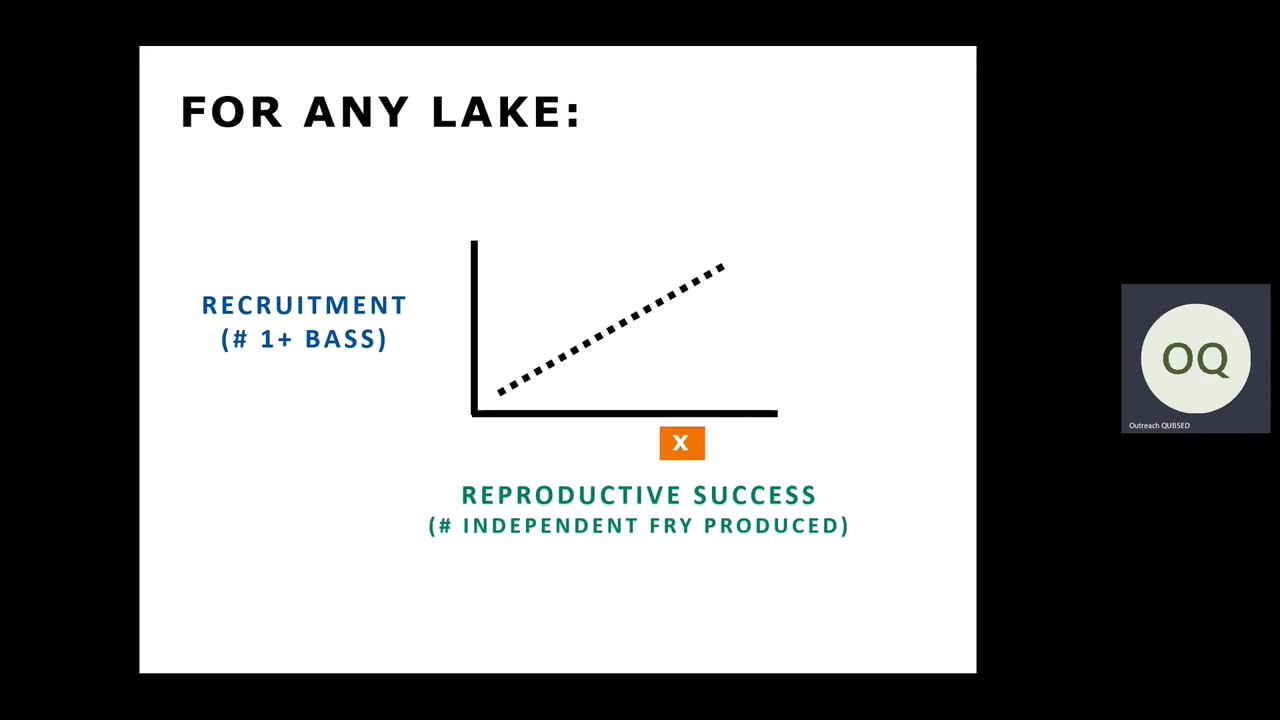 FOR ANY LAKE:
RECRUITMENT
(# 1+ BASS)
X
REPRODUCTIVE SUCCESS
(# INDEPENDENT FRY PRODUCED)
OQ
Outreach QUBSED